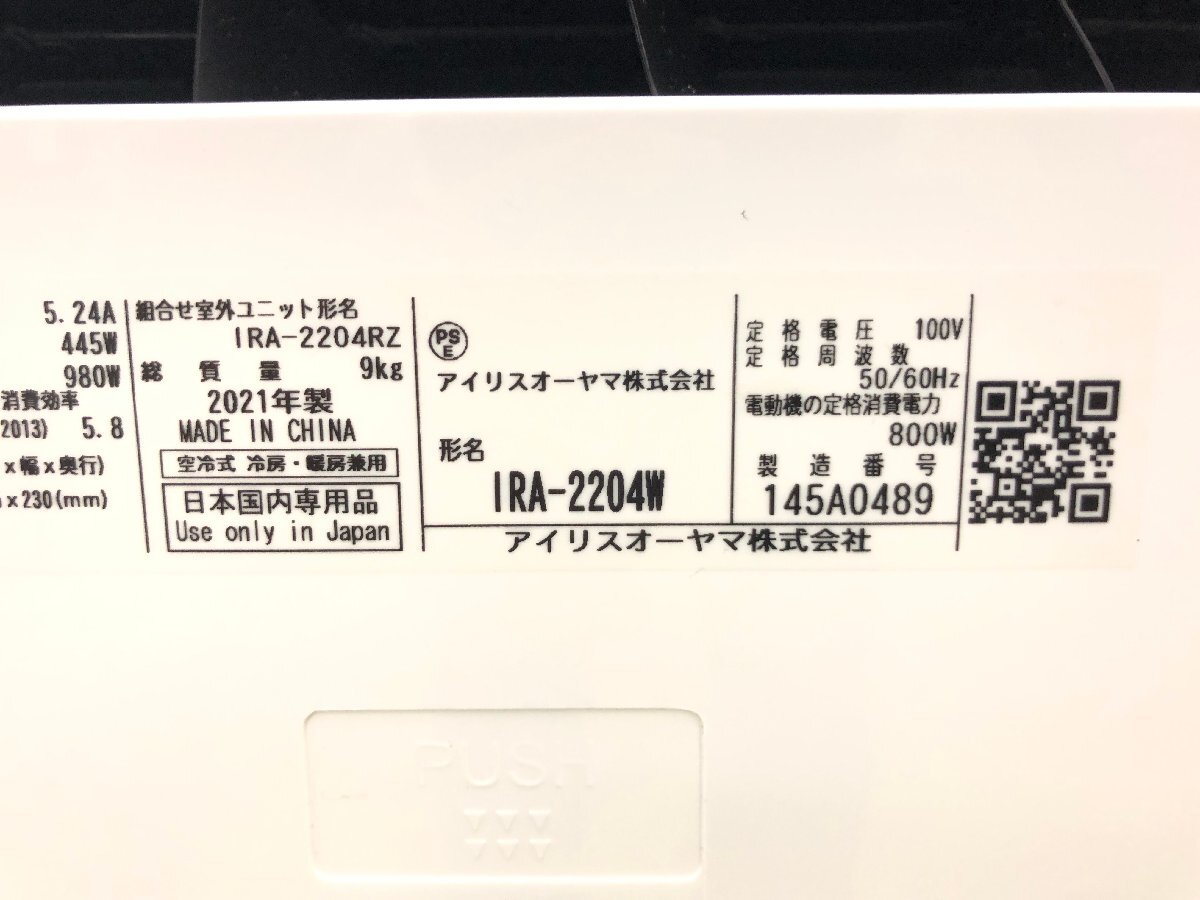 5.24A
445W
980W
消費効率
2013) 5.8
x幅x奥行)
x230(mm)
組合せ室外ユニット形名
IRA-2204RZ
総質量 9kg
2021年製
MADE IN CHINA
空冷式 冷房・暖房兼用
日本国内専用品
Use only in Japan
PS
E
アイリスオーヤマ株式会社
形名
IRA-2204W
定格電圧 100V
定格周波数
50/60Hz
電動機の定格消費電力
800W
製造番号
145A0489
アイリスオーヤマ株式会社
PUSH